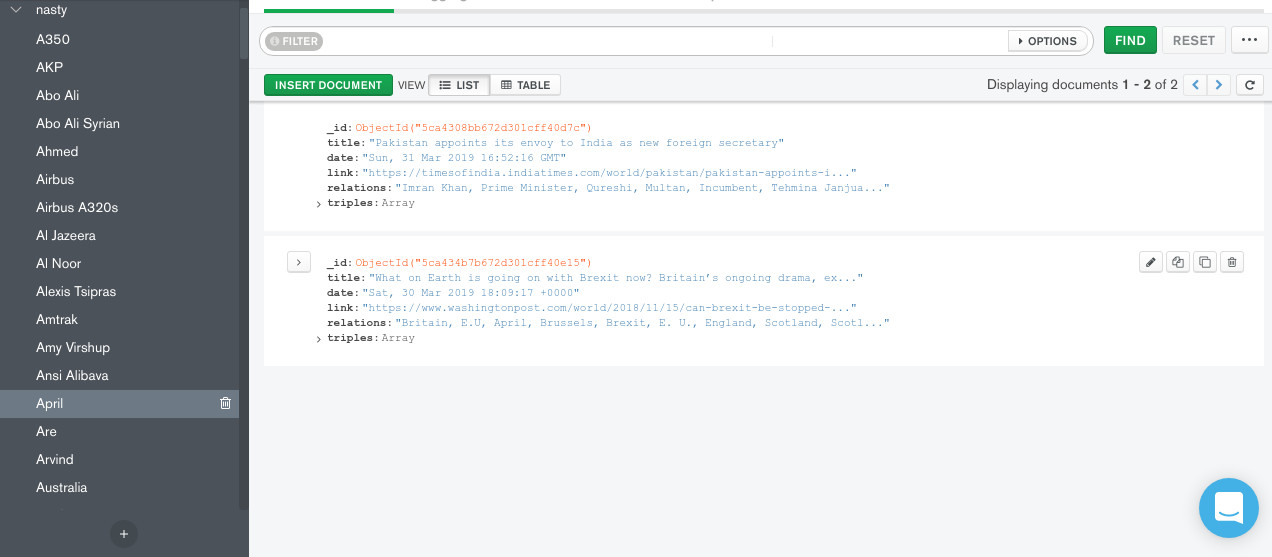 nasty
A350
AKP
Abo Ali
Abo Ali Syrian
Ahmed
Airbus
Airbus A320s
Al Jazeera
Al Noor
Alexis Tsipras
Amtrak
Amy Virshup
Ansi Alibava
April
Are
Arvind
Australia
FILTER
OPTIONS
FIND
RESET
INSERT DOCUMENT
VIEW
LIST
TABLE
Displaying documents 1 - 2 of 2
_id: ObjectId("5ca4308bb672d301cff40d7c")
title: "Pakistan appoints its envoy to India as new foreign secretary"
date: "Sun, 31 Mar 2019 16:52:16 GMT"
link: "https://timesofindia.indiatimes.com/world/pakistan/pakistan-appoints-i..."
relations: "Imran Khan, Prime Minister, Qureshi, Multan, Incumbent, Tehmina Janjua..."
triples: Array
_id: ObjectId("5ca434b7b672d301cff40e15")
title: "What on Earth is going on with Brexit now? Britain’s ongoing drama, ex..."
date: "Sat, 30 Mar 2019 18:09:17 +0000"
link: "https://www.washingtonpost.com/world/2018/11/15/can-brexit-be-stopped-..."
relations: "Britain, E.U, April, Brussels, Brexit, E. U., England, Scotland, Scotl..."
triples: Array